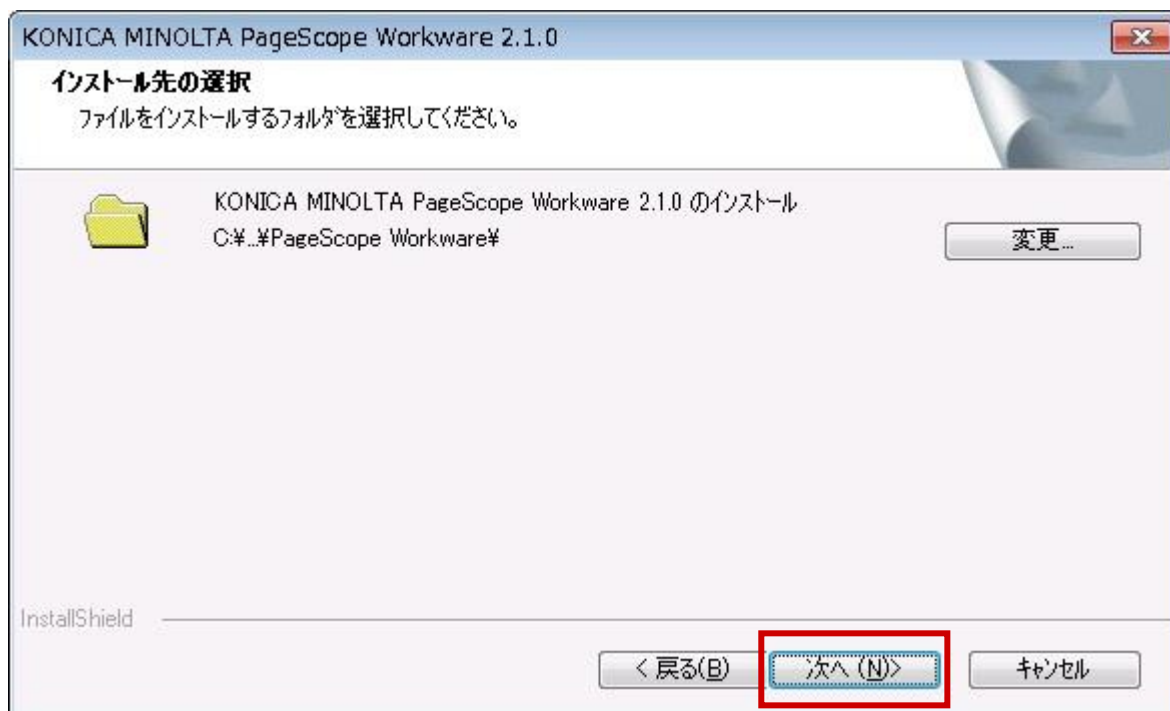 KONICA MINOLTA PageScope Workware 2.1.0
インストール先の選択
ファイルをインストールするフォルダを選択してください。
KONICA MINOLTA PageScope Workware 2.1.0 のインストール
C:¥...¥PageScope Workware¥
変更...
InstallShield
< 戻る(B)
次へ (N)>
キャンセル